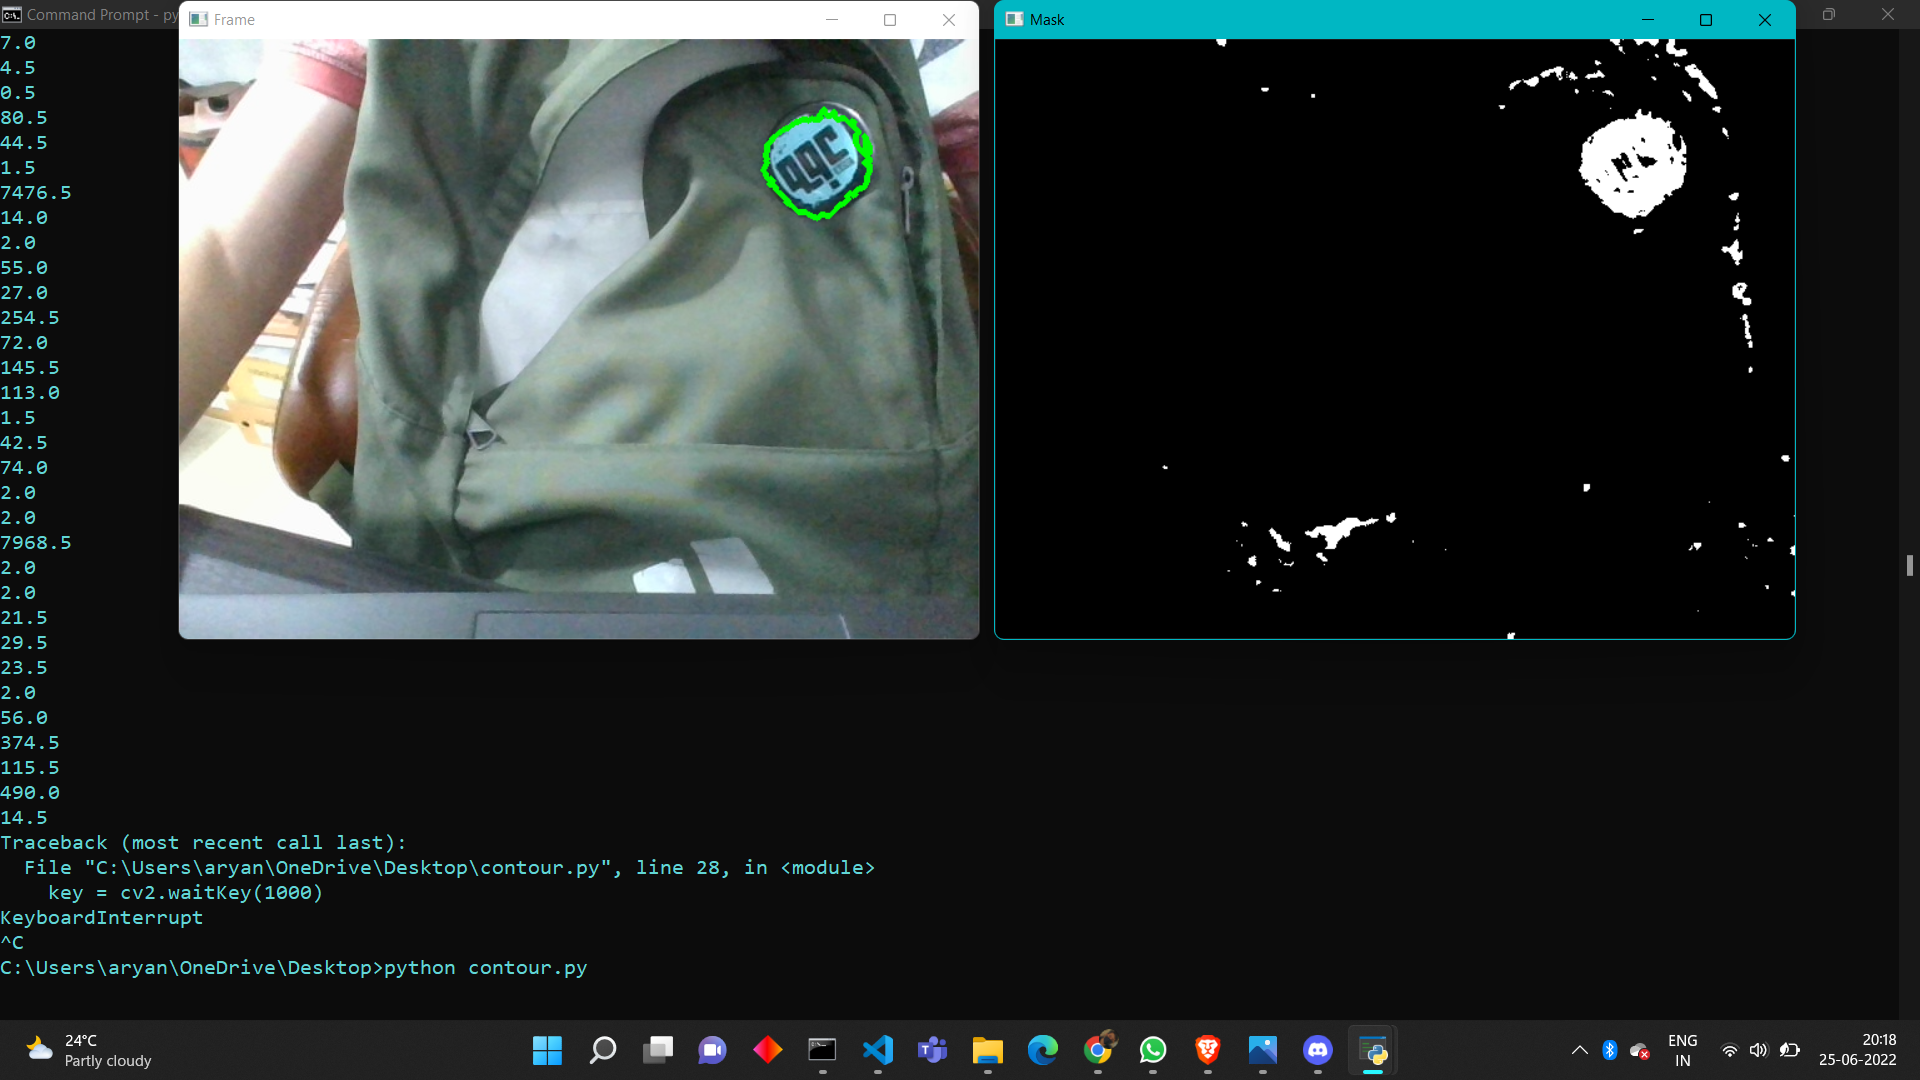 Command Prompt - py
Frame
Mask
7.0
4.5
0.5
80.5
44.5
1.5
7476.5
14.0
2.0
55.0
27.0
254.5
72.0
145.5
113.0
1.5
42.5
74.0
2.0
2.0
7968.5
2.0
2.0
21.5
29.5
23.5
2.0
56.0
374.5
115.5
490.0
14.5
Traceback (most recent call last):
  File "C:\Users\aryan\OneDrive\Desktop\contour.py", line 28, in <module>
    key = cv2.waitKey(1000)
KeyboardInterrupt
^C
C:\Users\aryan\OneDrive\Desktop>python contour.py
24°C
Partly cloudy
ENG
IN
20:18
25-06-2022